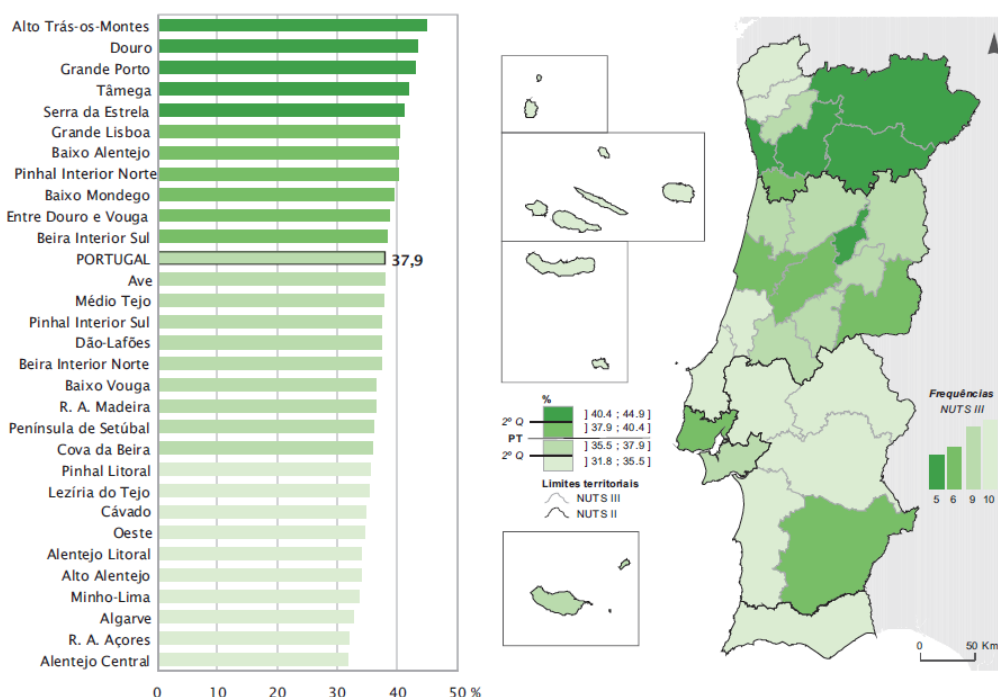 Alto Trás-os-Montes
Douro
Grande Porto
Tâmega
Serra da Estrela
Grande Lisboa
Baixo Alentejo
Pinhal Interior Norte
Baixo Mondego
Entre Douro e Vouga
Beira Interior Sul
PORTUGAL 37,9
Ave
Médio Tejo
Pinhal Interior Sul
Dão-Lafões
Beira Interior Norte
Baixo Vouga
R. A. Madeira
Península de Setúbal
Cova da Beira
Pinhal Litoral
Lezíria do Tejo
Cávado
Oeste
Alentejo Litoral
Alto Alentejo
Minho-Lima
Algarve
R. A. Açores
Alentejo Central
0 10 20 30 40 50 %
%
] 40.4 ; 44.9 ]
2º Q
] 37.9 ; 40.4 ]
PT
] 35.5 ; 37.9 ]
2º Q
] 31.8 ; 35.5 ]
Limites territoriais
NUTS III
NUTS II
Frequências
NUTS III
5 6 9 10
0 50 Km